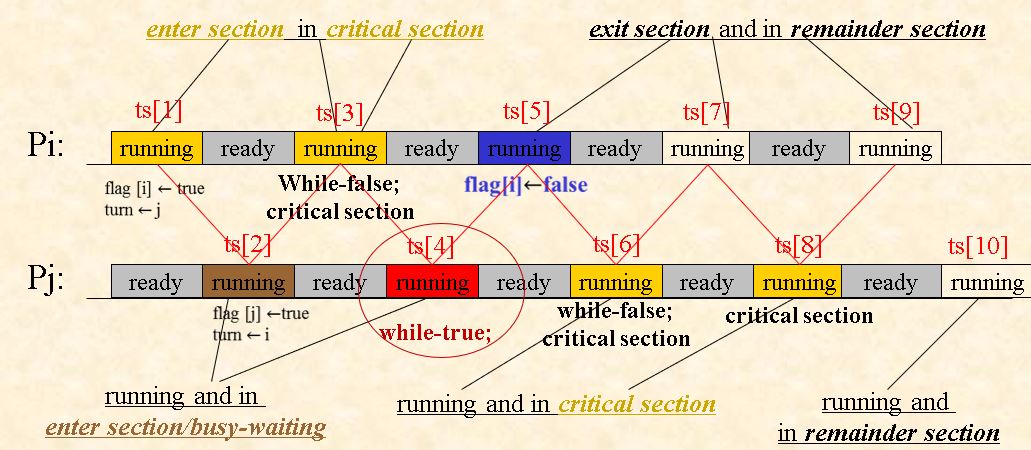 enter section in critical section
exit section and in remainder section
ts[1] ts[3] ts[5] ts[7] ts[9]
Pi: running ready running ready running ready running ready running
flag [i] ←true
turn ←j
While-false;
critical section
flag[i]←false
ts[2] ts[4] ts[6] ts[8] ts[10]
Pj: ready running ready running ready running ready running ready running
flag [j] ←true
turn ←i
while-true;
while-false;
critical section
critical section
running and in
enter section/busy-waiting
running and in critical section
running and
in remainder section